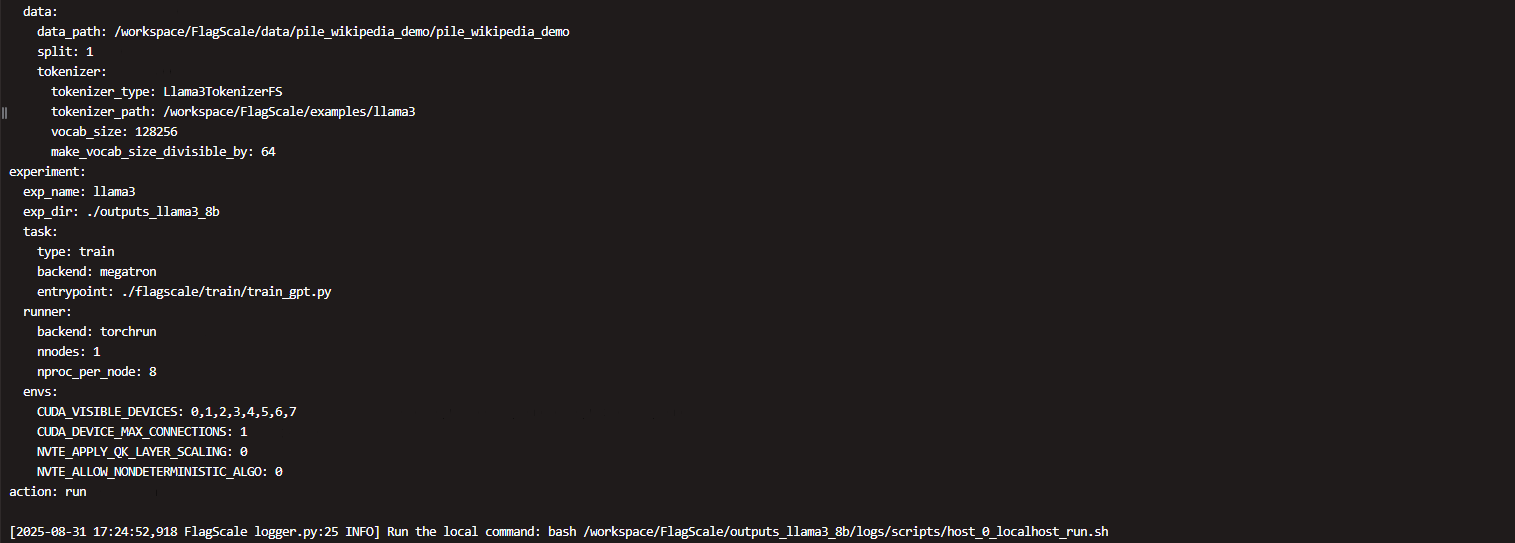 data:
data_path: /workspace/FlagScale/data/pile_wikipedia_demo/pile_wikipedia_demo
split: 1
tokenizer:
tokenizer_type: Llama3TokenizerFS
tokenizer_path: /workspace/FlagScale/examples/llama3
vocab_size: 128256
make_vocab_size_divisible_by: 64
experiment:
exp_name: llama3
exp_dir: ./outputs_llama3_8b
task:
type: train
backend: megatron
entrypoint: ./flagscale/train/train_gpt.py
runner:
backend: torchrun
nnodes: 1
nproc_per_node: 8
envs:
CUDA_VISIBLE_DEVICES: 0,1,2,3,4,5,6,7
CUDA_DEVICE_MAX_CONNECTIONS: 1
NVTE_APPLY_QK_LAYER_SCALING: 0
NVTE_ALLOW_NONDETERMINISTIC_ALGO: 0
action: run
[2025-08-31 17:24:52,918 FlagScale logger.py:25 INFO] Run the local command: bash /workspace/FlagScale/outputs_llama3_8b/logs/scripts/host_0_localhost_run.sh